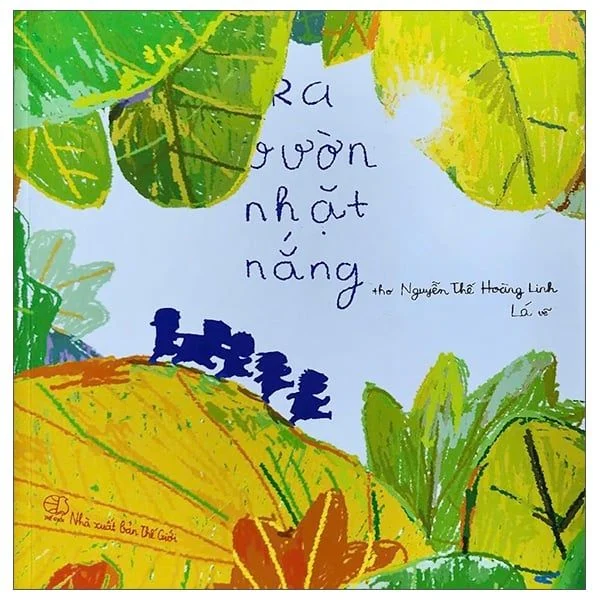 Ra
vườn
nhặt
nắng
thơ Nguyễn Thế Hoàng Linh
Lá vẽ
Nhà xuất bản Thế Giới